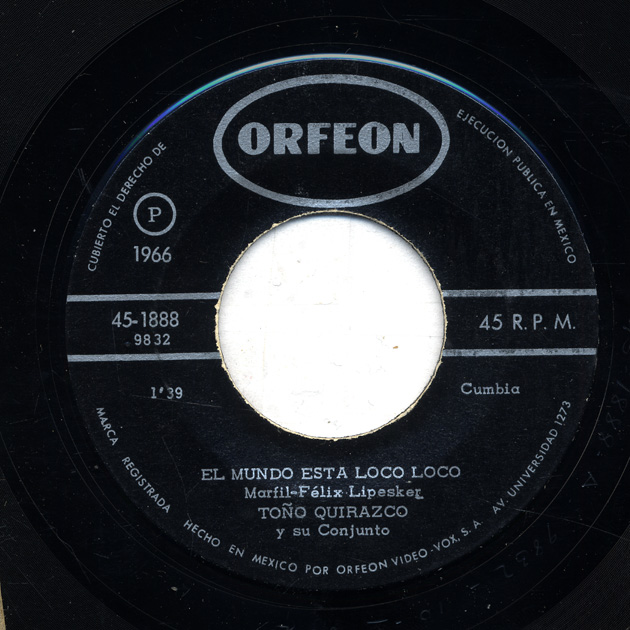 ORFEON
CUBIERTO EL DERECHO DE
EJECUCION PUBLICA EN MEXICO
P
1966
45-1888
9832
45 R.P.M.
1'39
Cumbia
EL MUNDO ESTA LOCO LOCO
Marfil-Félix Lipesker
TOÑO QUIRAZCO
y su Conjunto
MARCA REGISTRADA HECHO EN MEXICO POR ORFEON VIDEO-VOX, S.A AV. UNIVERSIDAD 1273